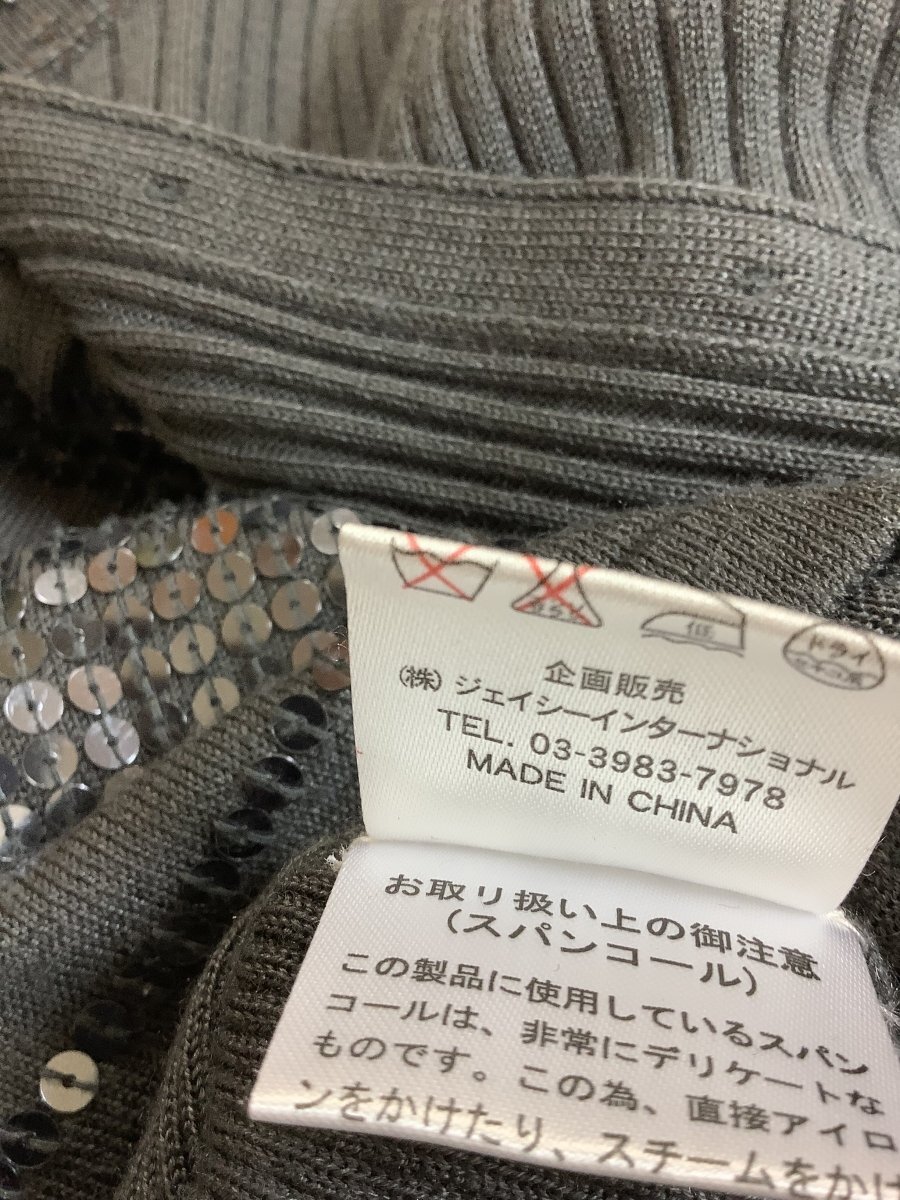 低
ドライ
企画販売
(株)ジェイシーインターナショナル
TEL. 03-3983-7978
MADE IN CHINA
お取り扱い上の御注意
(スパンコール)
この製品に使用しているスパン
コールは、非常にデリケートな
ものです。この為、直接アイロ
ンをかけたり、スチームをかけ